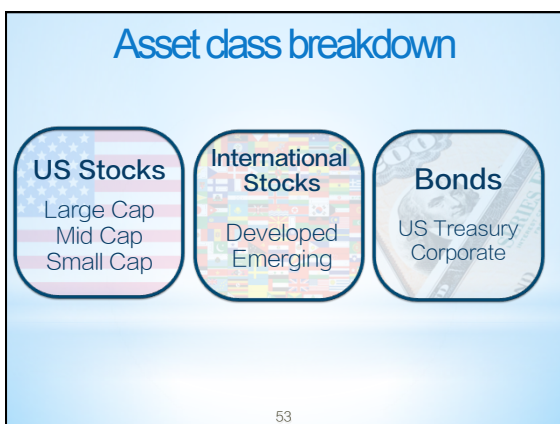 Asset class breakdown
US Stocks
Large Cap
Mid Cap
Small Cap
International
Stocks
Developed
Emerging
Bonds
US Treasury
Corporate
53